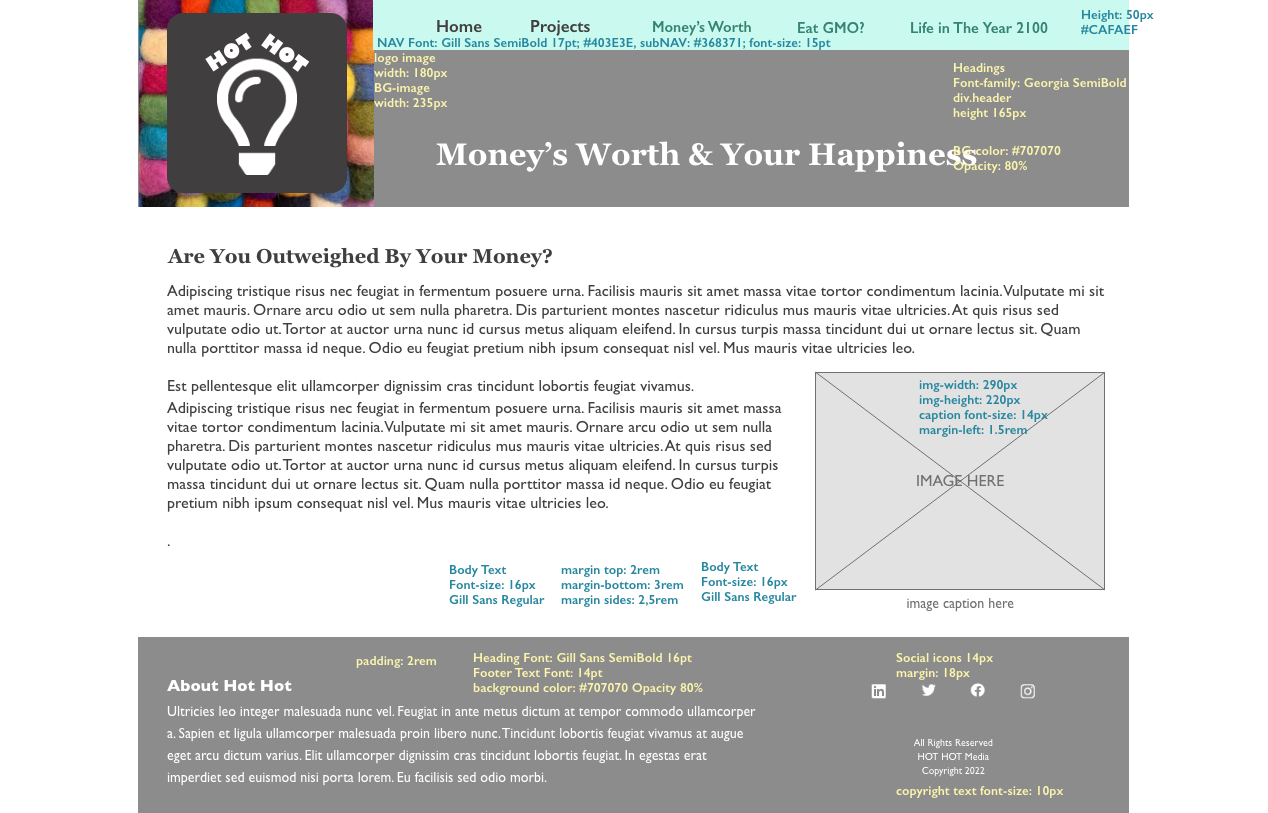 HOT HOT
Home Projects Money's Worth Eat GMO? Life in The Year 2100
Height: 50px
#CAFAEF
NAV Font: Gill Sans SemiBold 17pt; #403E3E, subNAV: #368371; font-size: 15pt
logo image
width: 180px
BG-image
width: 235px
Headings
Font-family: Georgia SemiBold
div.header
height 165px
BG-color: #707070
Opacity: 80%
Money's Worth & Your Happiness
Are You Outweighed By Your Money?
Adipiscing tristique risus nec feugiat in fermentum posuere urna. Facilisis mauris sit amet massa vitae tortor condimentum lacinia. Vulputate mi sit
amet mauris. Ornare arcu odio ut sem nulla pharetra. Dis parturient montes nascetur ridiculus mus mauris vitae ultricies. At quis risus sed
vulputate odio ut. Tortor at auctor urna nunc id cursus metus aliquam eleifend. In cursus turpis massa tincidunt dui ut ornare lectus sit. Quam
nulla porttitor massa id neque. Odio eu feugiat pretium nibh ipsum consequat nisl vel. Mus mauris vitae ultricies leo.
Est pellentesque elit ullamcorper dignissim cras tincidunt lobortis feugiat vivamus.
Adipiscing tristique risus nec feugiat in fermentum posuere urna. Facilisis mauris sit amet massa
vitae tortor condimentum lacinia. Vulputate mi sit amet mauris. Ornare arcu odio ut sem nulla
pharetra. Dis parturient montes nascetur ridiculus mus mauris vitae ultricies. At quis risus sed
vulputate odio ut. Tortor at auctor urna nunc id cursus metus aliquam eleifend. In cursus turpis
massa tincidunt dui ut ornare lectus sit. Quam nulla porttitor massa id neque. Odio eu feugiat
pretium nibh ipsum consequat nisl vel. Mus mauris vitae ultricies leo.
.
img-width: 290px
img-height: 220px
caption font-size: 14px
margin-left: 1.5rem
IMAGE HERE
image caption here
Body Text
Font-size: 16px
Gill Sans Regular
margin top: 2rem
margin-bottom: 3rem
margin sides: 2,5rem
Body Text
Font-size: 16px
Gill Sans Regular
padding: 2rem
Heading Font: Gill Sans SemiBold 16pt
Footer Text Font: 14pt
background color: #707070 Opacity 80%
About Hot Hot
Ultricies leo integer malesuada nunc vel. Feugiat in ante metus dictum at tempor commodo ullamcorper
a. Sapien et ligula ullamcorper malesuada proin libero nunc. Tincidunt lobortis feugiat vivamus at augue
eget arcu dictum varius. Elit ullamcorper dignissim cras tincidunt lobortis feugiat. In egestas erat
imperdiet sed euismod nisi porta lorem. Eu facilisis sed odio morbi.
Social icons 14px
margin: 18px
All Rights Reserved
HOT HOT Media
Copyright 2022
copyright text font-size: 10px